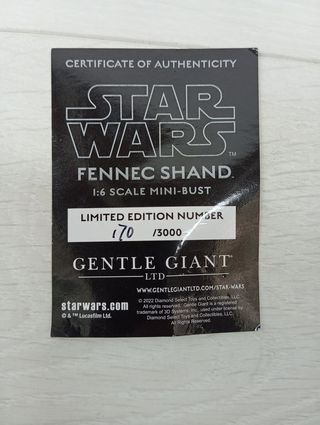 CERTIFICATE OF AUTHENTICITY
STAR
WARS™
FENNEC SHAND™
1:6 SCALE MINI-BUST
LIMITED EDITION NUMBER
170 /3000
GENTLE GIANT
LTD
WWW.GENTLEGIANTLTD.COM/STAR-WARS
starwars.com
© & ™ Lucasfilm Ltd.
© 2022 Diamond Select Toys and Collectibles, LLC.
All rights reserved. Gentle Giant is a registered
trademark of 3D Systems, Inc., used under license by
Diamond Select Toys and Collectibles, LLC.
All Rights Reserved.